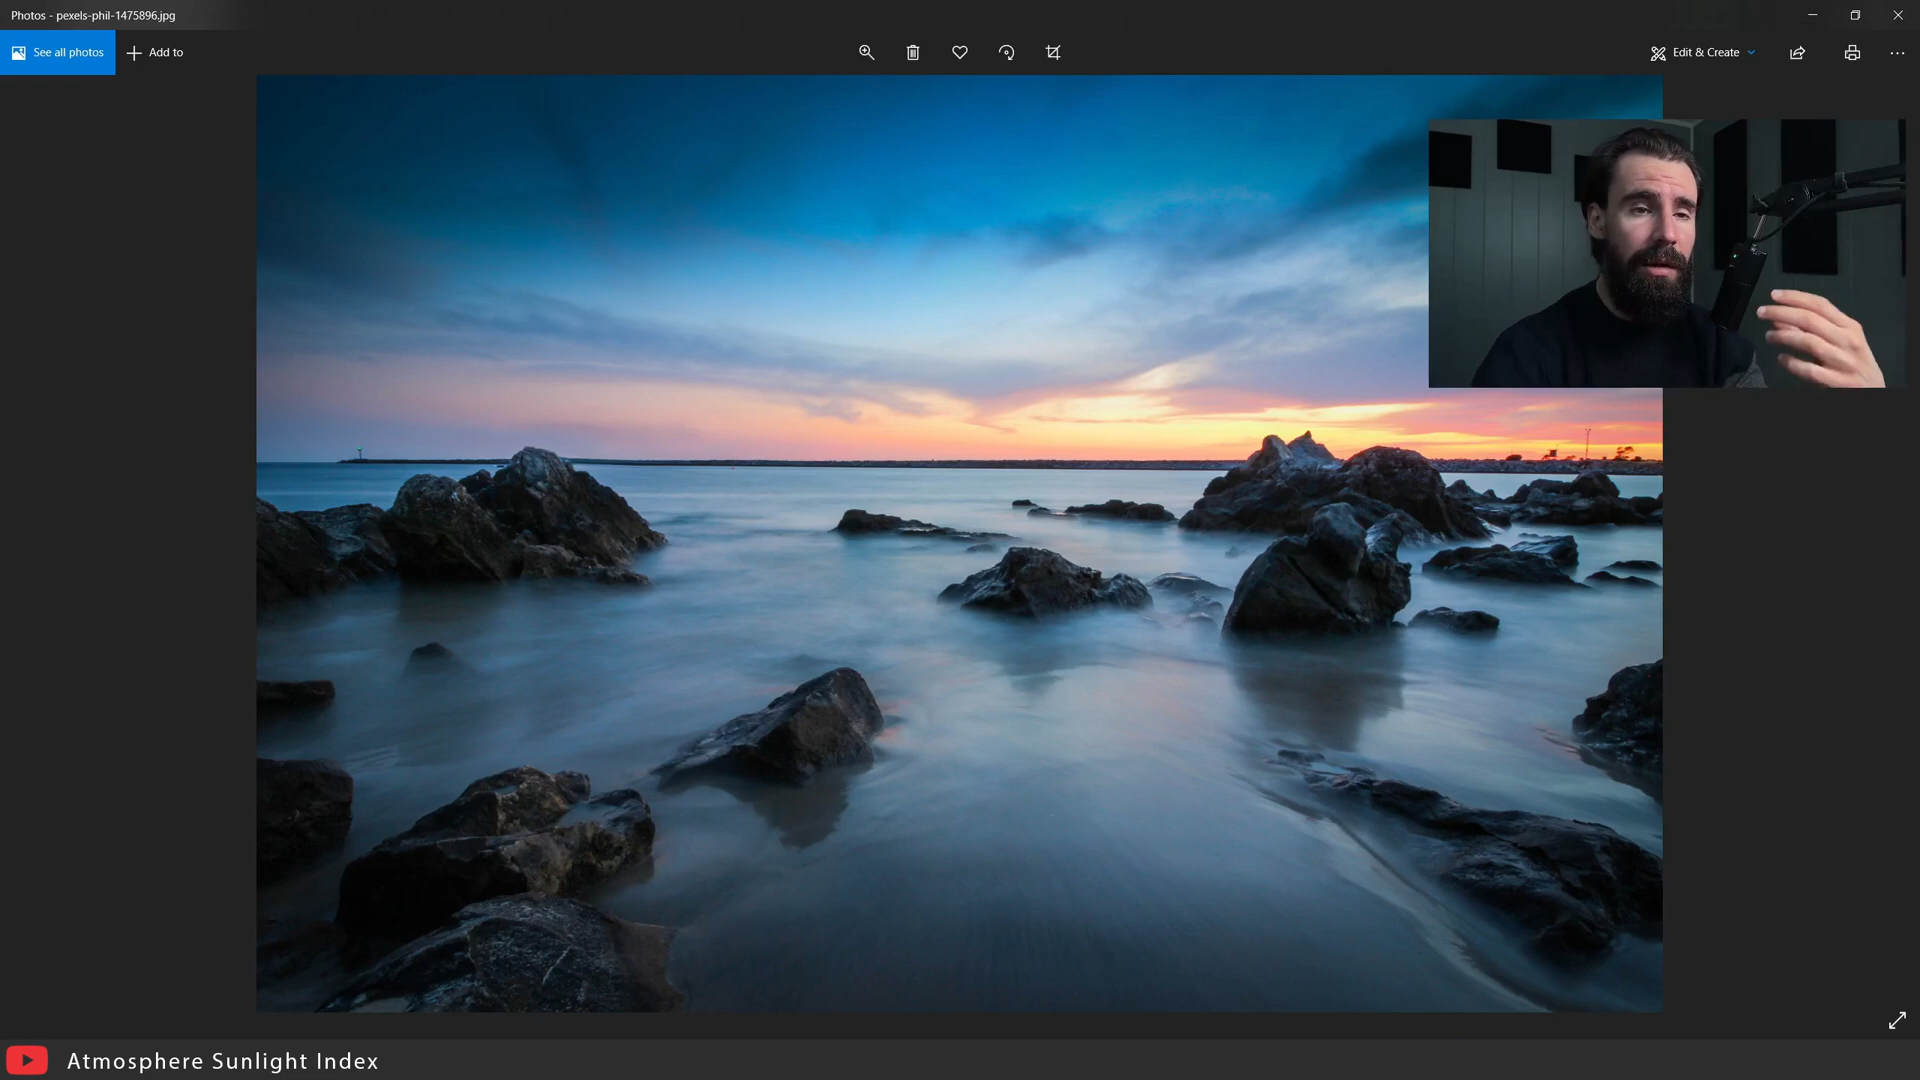 Photos - pexels-phil-1475896.jpg
See all photos
Add to
Edit & Create
Atmosphere Sunlight Index